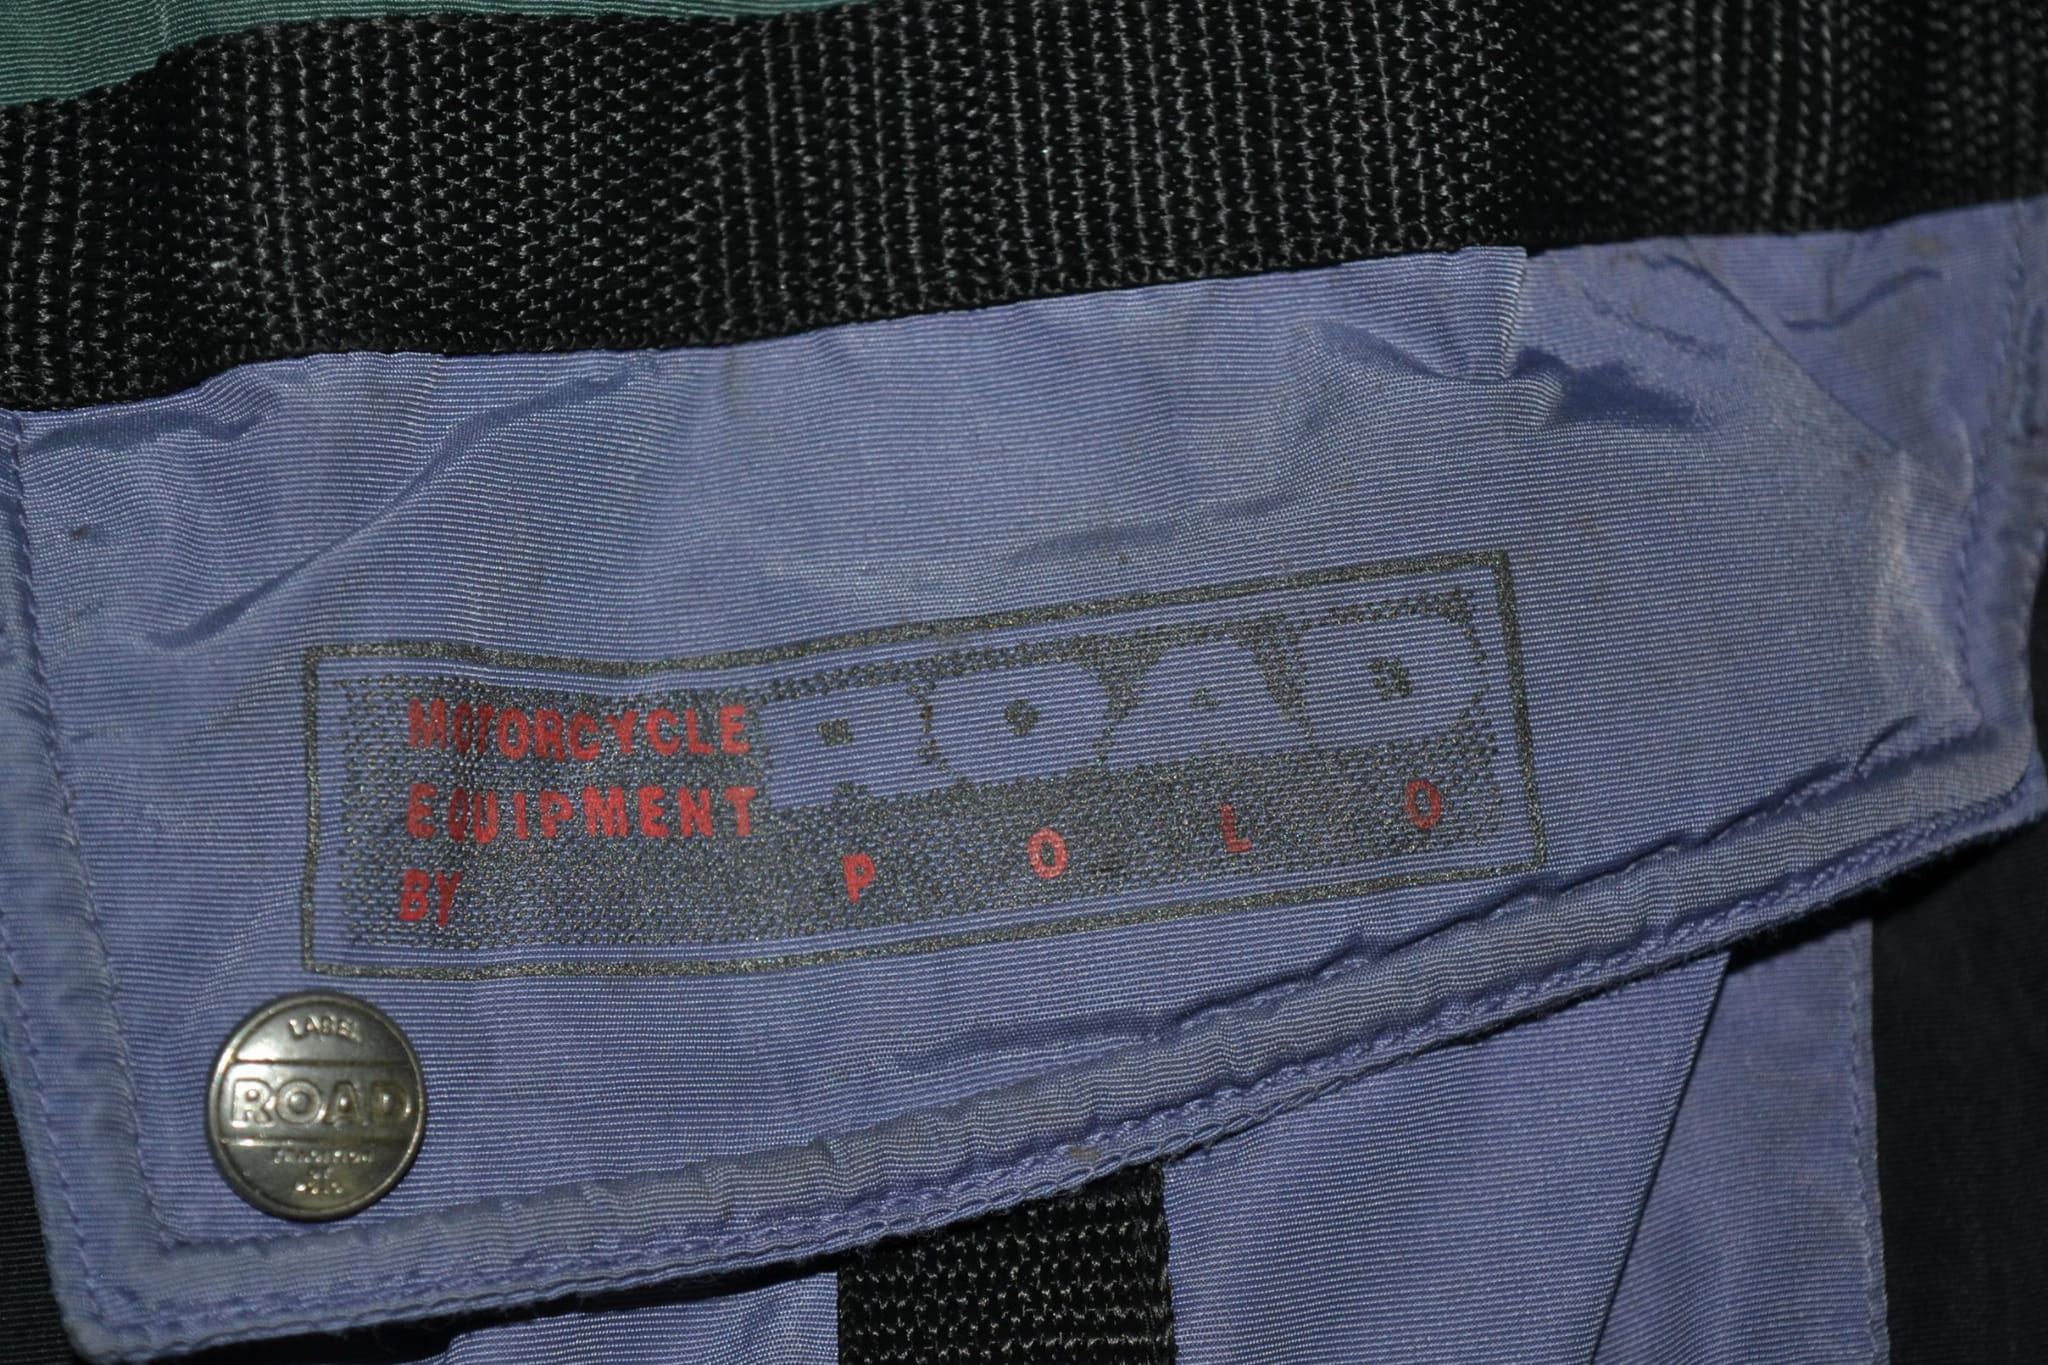 MOTORCYCLE ROAD
EQUIPMENT
BY POLO
LABEL
ROAD